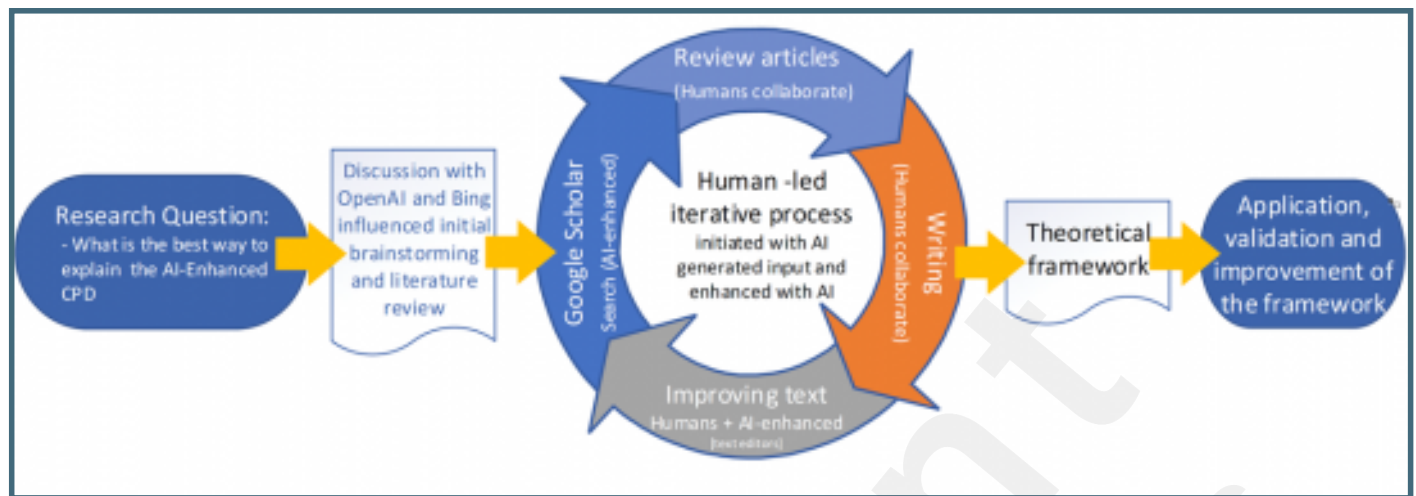 Research Question:
- What is the best way to
explain the AI-Enhanced
CPD
Discussion with
OpenAI and Bing
influenced initial
brainstorming
and literature
review
Google Scholar
Search (AI-enhanced)
Review articles
(Humans collaborate)
Writing
(Humans collaborate)
Improving text
Humans + AI-enhanced
[text editors]
Human -led
iterative process
initiated with AI
generated input and
enhanced with AI
Theoretical
framework
Application,
validation and
improvement of
the framework